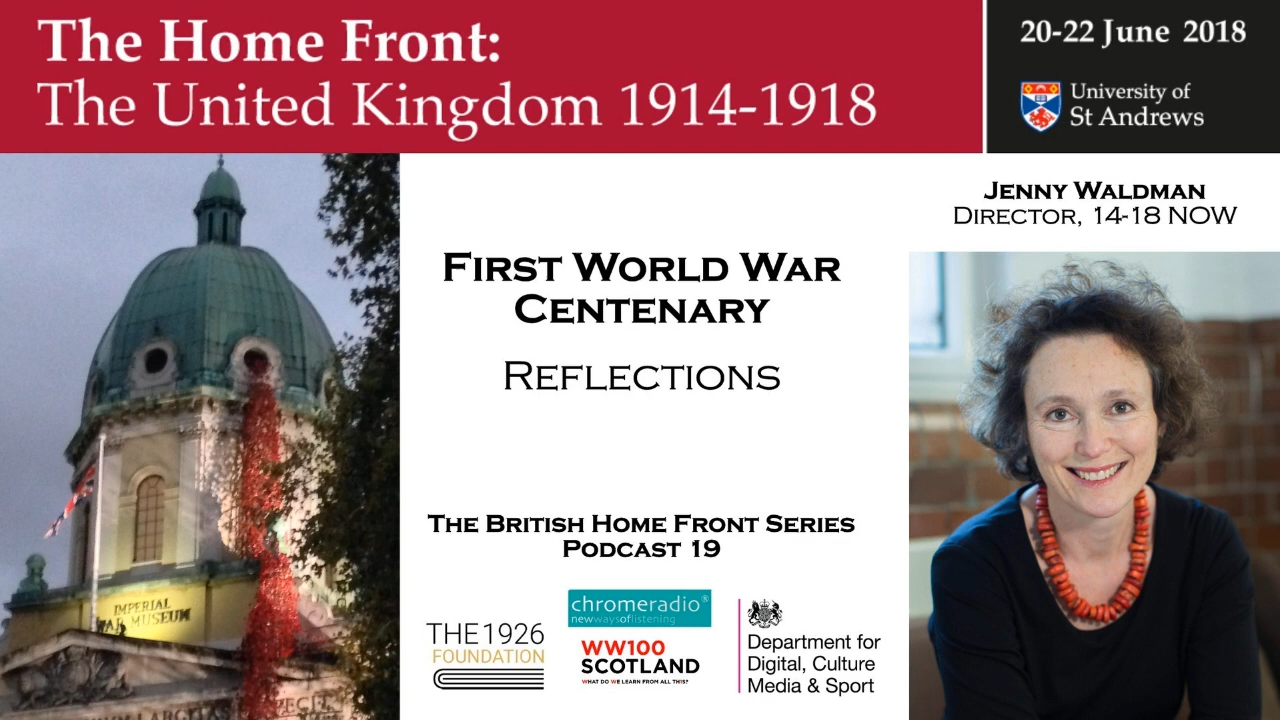 The Home Front:
The United Kingdom 1914-1918
20-22 June 2018
University of
St Andrews
JENNY WALDMAN
DIRECTOR, 14-18 NOW
FIRST WORLD WAR
CENTENARY
REFLECTIONS
THE BRITISH HOME FRONT SERIES
PODCAST 19
chromeradio®
newwaysoflistening
THE 1926
FOUNDATION
WW100
SCOTLAND
WHAT DO WE LEARN FROM ALL THIS?
Department for
Digital, Culture
Media & Sport
IMPERIAL
WAR MUSEUM